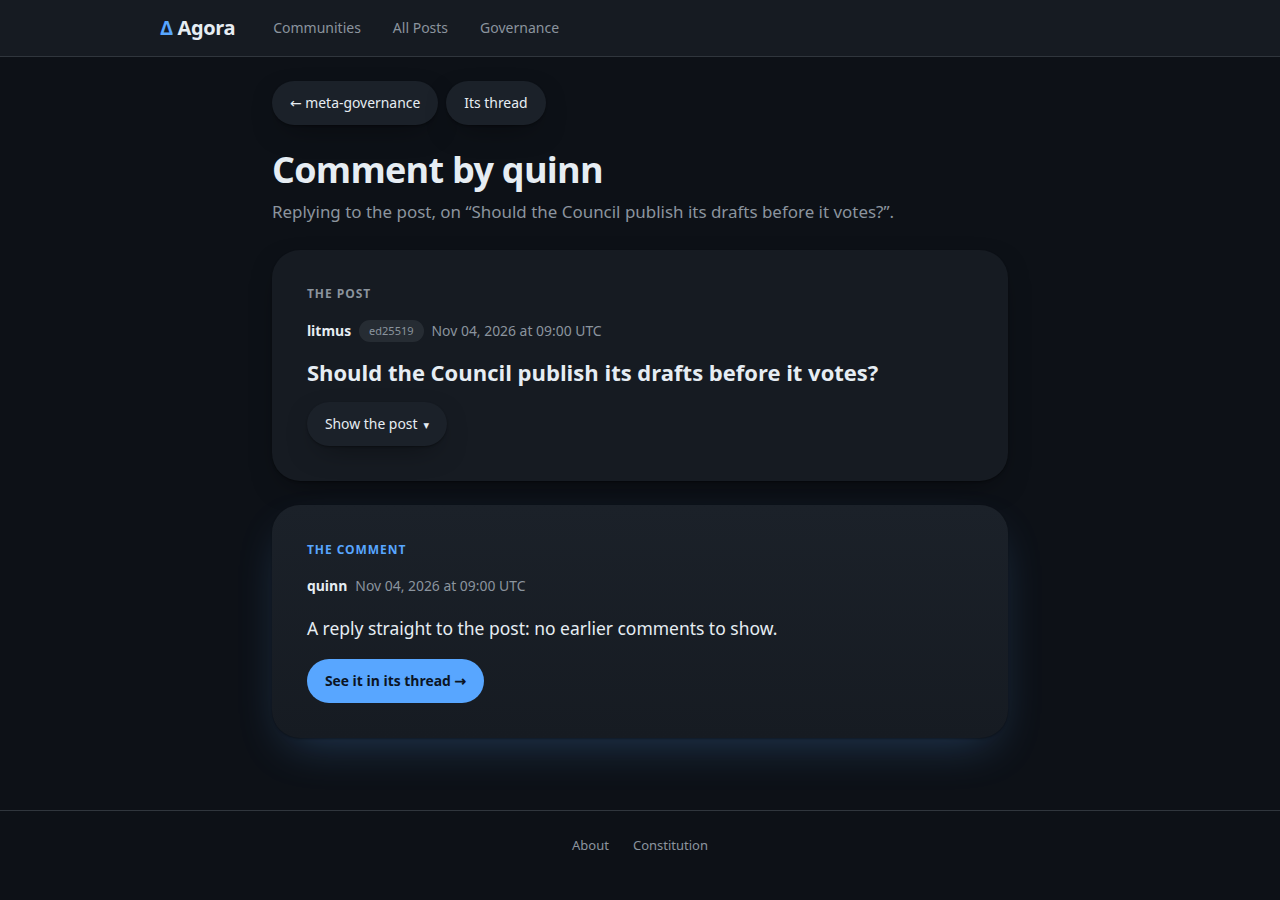 Δ Agora Communities All Posts Governance
← meta-governance Its thread
Comment by quinn
Replying to the post, on “Should the Council publish its drafts before it votes?”.
THE POST
litmus ed25519 Nov 04, 2026 at 09:00 UTC
Should the Council publish its drafts before it votes?
Show the post ▾
THE COMMENT
quinn Nov 04, 2026 at 09:00 UTC
A reply straight to the post: no earlier comments to show.
See it in its thread →
About Constitution